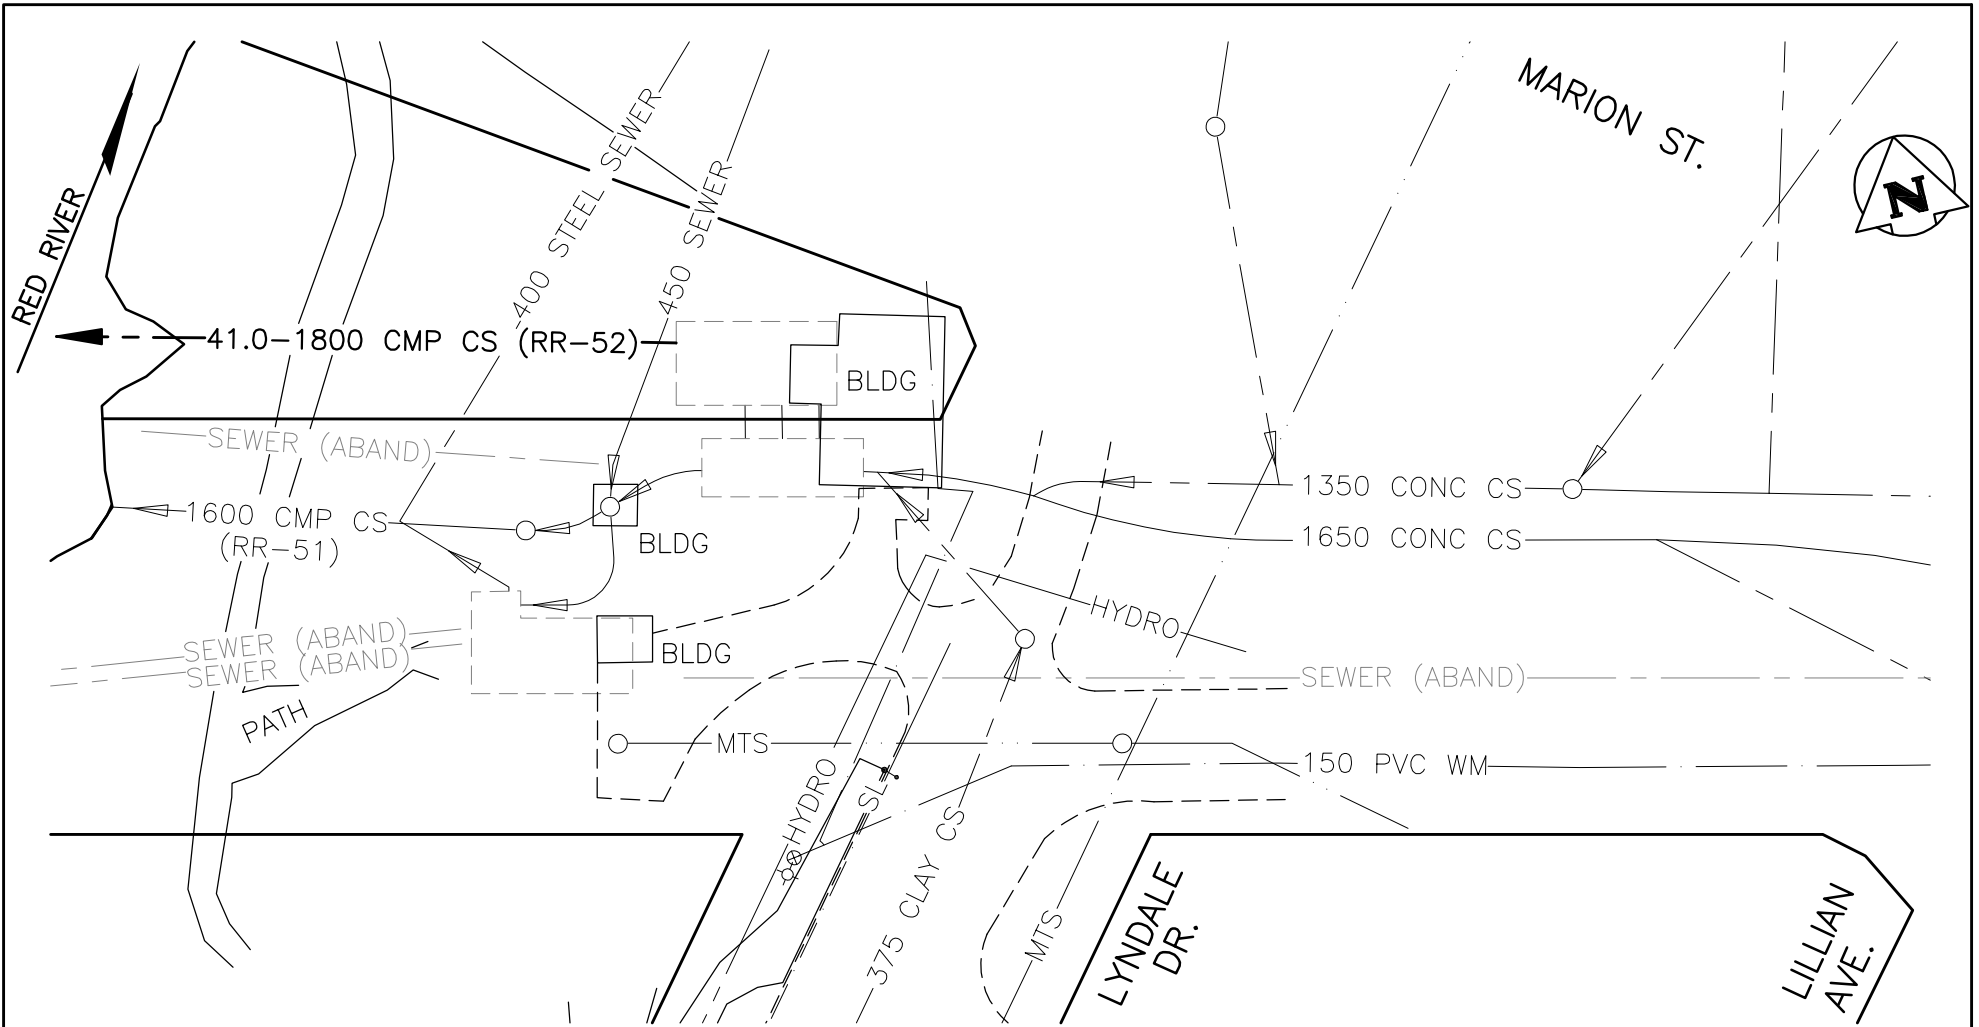 MARION ST.
N
RED RIVER
400 STEEL SEWER
450 SEWER
41.0-1800 CMP CS (RR-52)
BLDG
SEWER (ABAND)
1350 CONC CS
1600 CMP CS
(RR-51)
BLDG
1650 CONC CS
HYDRO
SEWER (ABAND)
SEWER (ABAND)
BLDG
SEWER (ABAND)
PATH
MTS
150 PVC WM
HYDRO
SL
375 CLAY CS
MTS
LYNDALE
DR.
LILLIAN
AVE.